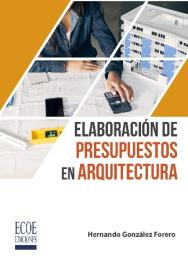 ELABORACIÓN DE
PRESUPUESTOS
EN ARQUITECTURA
ECOE
EDICIONES
Hernando González Forero